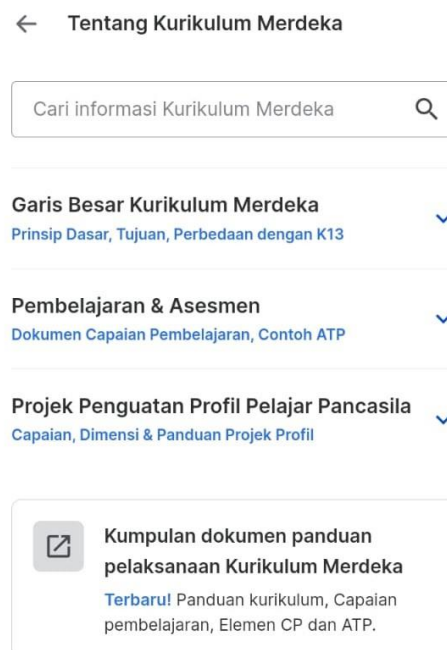 Tentang Kurikulum Merdeka
Cari informasi Kurikulum Merdeka
Garis Besar Kurikulum Merdeka
Prinsip Dasar, Tujuan, Perbedaan dengan K13
Pembelajaran & Asesmen
Dokumen Capaian Pembelajaran, Contoh ATP
Projek Penguatan Profil Pelajar Pancasila
Capaian, Dimensi & Panduan Projek Profil
Kumpulan dokumen panduan
pelaksanaan Kurikulum Merdeka
Terbaru! Panduan kurikulum, Capaian
pembelajaran, Elemen CP dan ATP.